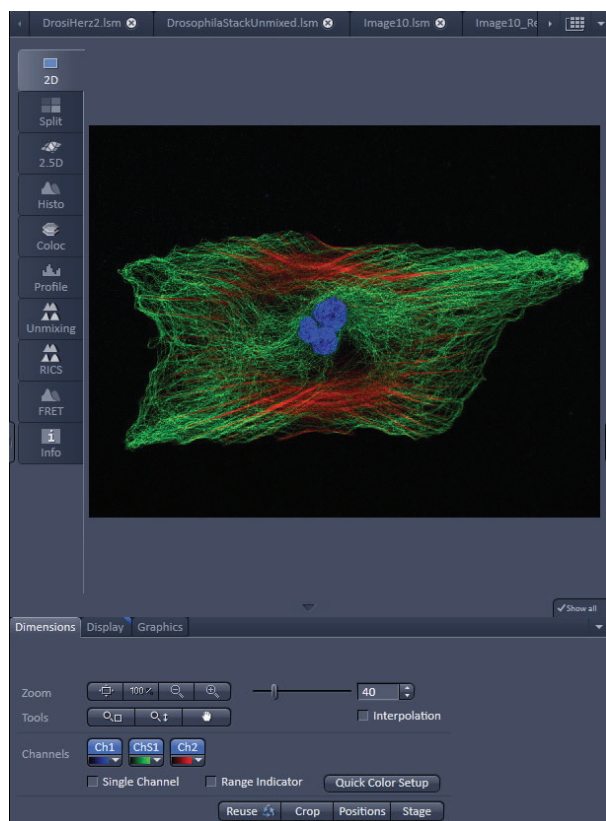 DrosiHerz2.lsm DrosophilaStackUnmixed.lsm Image10.lsm Image10_Re
2D
Split
2.5D
Histo
Coloc
Profile
Unmixing
RICS
FRET
i
Info
Show all
Dimensions Display Graphics
Zoom 100% 40
Tools Interpolation
Channels Ch1 ChS1 Ch2
Single Channel Range Indicator Quick Color Setup
Reuse Crop Positions Stage